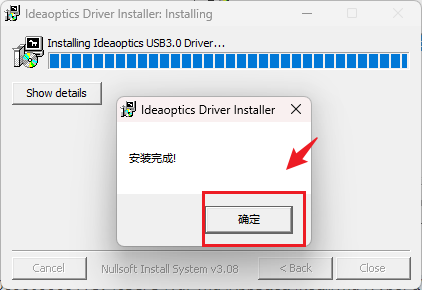 Ideaoptics Driver Installer: Installing
Installing Ideaoptics USB3.0 Driver...
Show details
Ideaoptics Driver Installer
安装完成!
确定
Cancel
Nullsoft Install System v3.08
< Back
Close